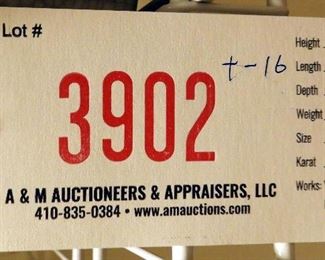 Lot #
3902
t-16
A & M AUCTIONEERS & APPRAISERS, LLC
410-835-0384 • www.amauctions.com
Height
Length
Depth
Weight
Size
Karat
Works: